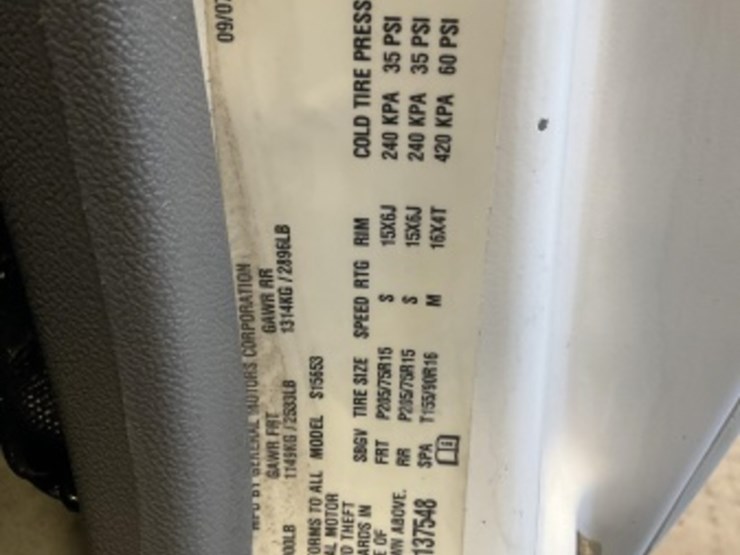 09/07
MFD BY GENERAL MOTORS CORPORATION
GAWR FRT GAWR RR
1149KG / 2533LB 1314KG / 2896LB
00LB
ORMS TO ALL MODEL S15653
AL MOTOR
D THEFT SBGV TIRE SIZE SPEED RTG RIM COLD TIRE PRESS
ARDS IN FRT P205/75R15 S 15X6J 240 KPA 35 PSI
E OF RR P205/75R15 S 15X6J 240 KPA 35 PSI
WN ABOVE. SPA T155/90R16 M 16X4T 420 KPA 60 PSI
137548